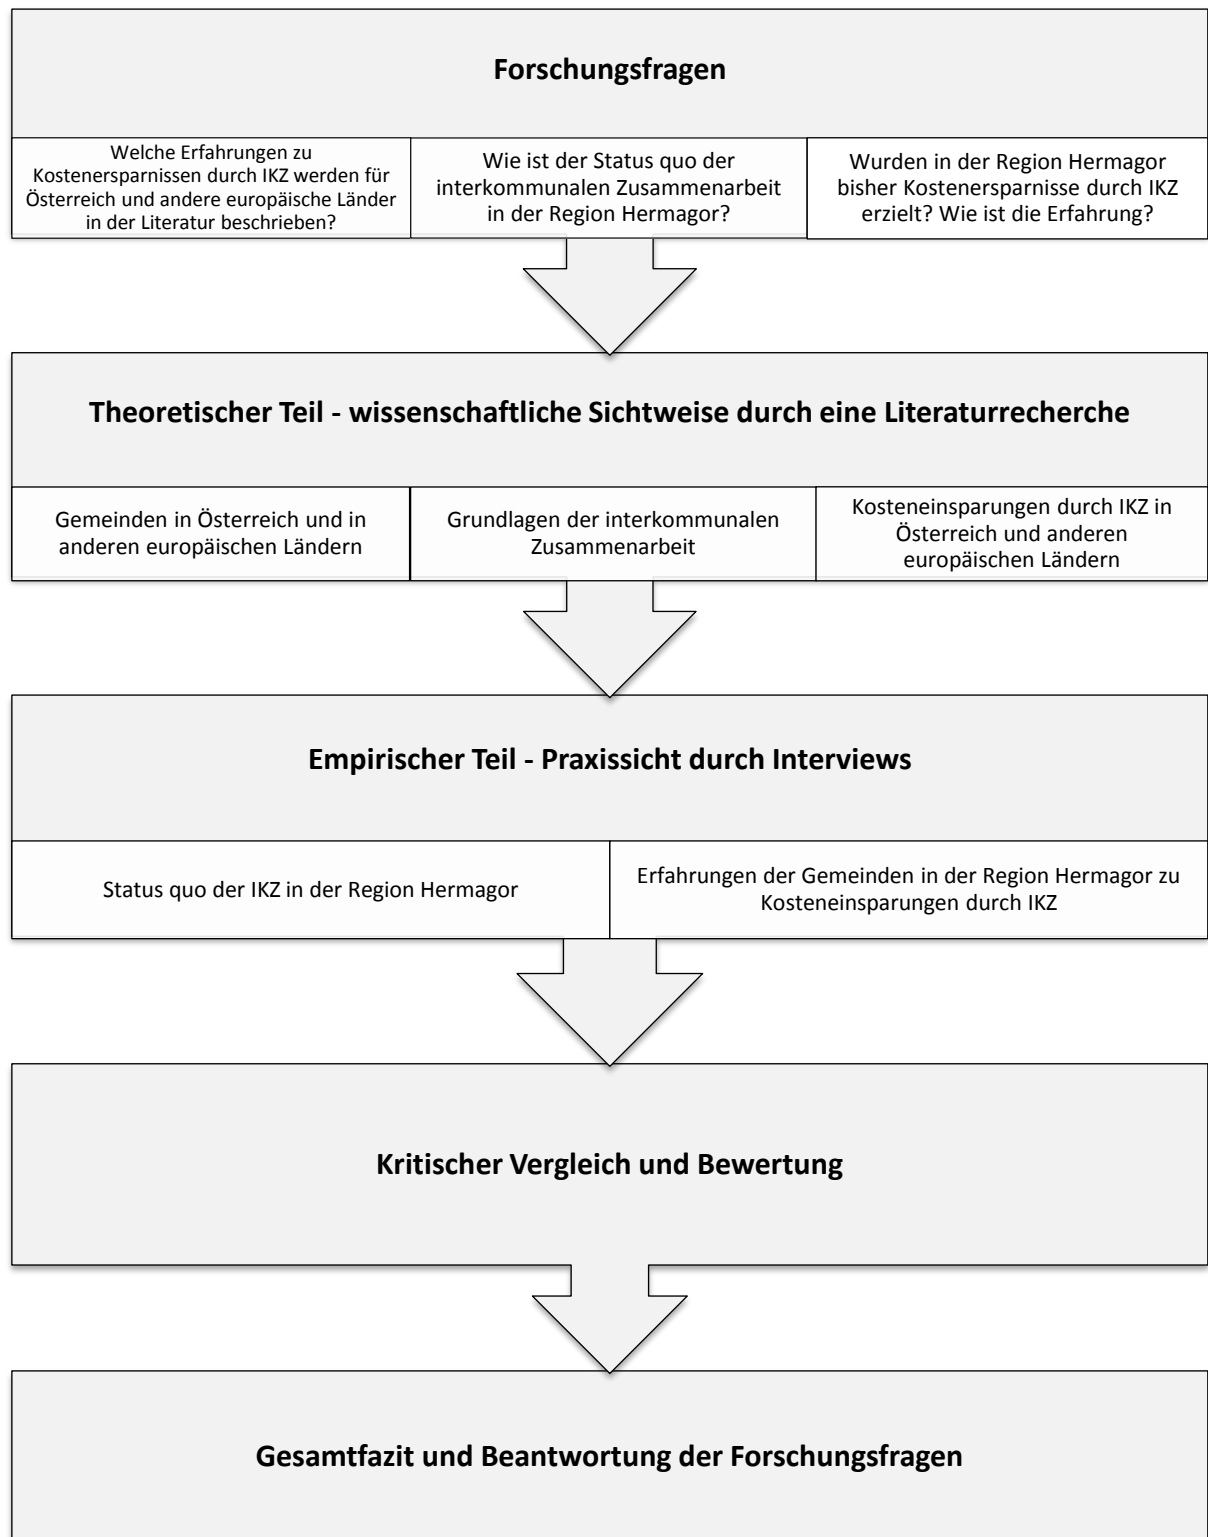 Forschungsfragen
Welche Erfahrungen zu
Kostenersparnissen durch IKZ werden für
Österreich und andere europäische Länder
in der Literatur beschrieben?
Wie ist der Status quo der
interkommunalen Zusammenarbeit
in der Region Hermagor?
Wurden in der Region Hermagor
bisher Kostenersparnisse durch IKZ
erzielt? Wie ist die Erfahrung?
Theoretischer Teil - wissenschaftliche Sichtweise durch eine Literaturrecherche
Gemeinden in Österreich und in
anderen europäischen Ländern
Grundlagen der interkommunalen
Zusammenarbeit
Kosteneinsparungen durch IKZ in
Österreich und anderen
europäischen Ländern
Empirischer Teil - Praxissicht durch Interviews
Status quo der IKZ in der Region Hermagor
Erfahrungen der Gemeinden in der Region Hermagor zu
Kosteneinsparungen durch IKZ
Kritischer Vergleich und Bewertung
Gesamtfazit und Beantwortung der Forschungsfragen